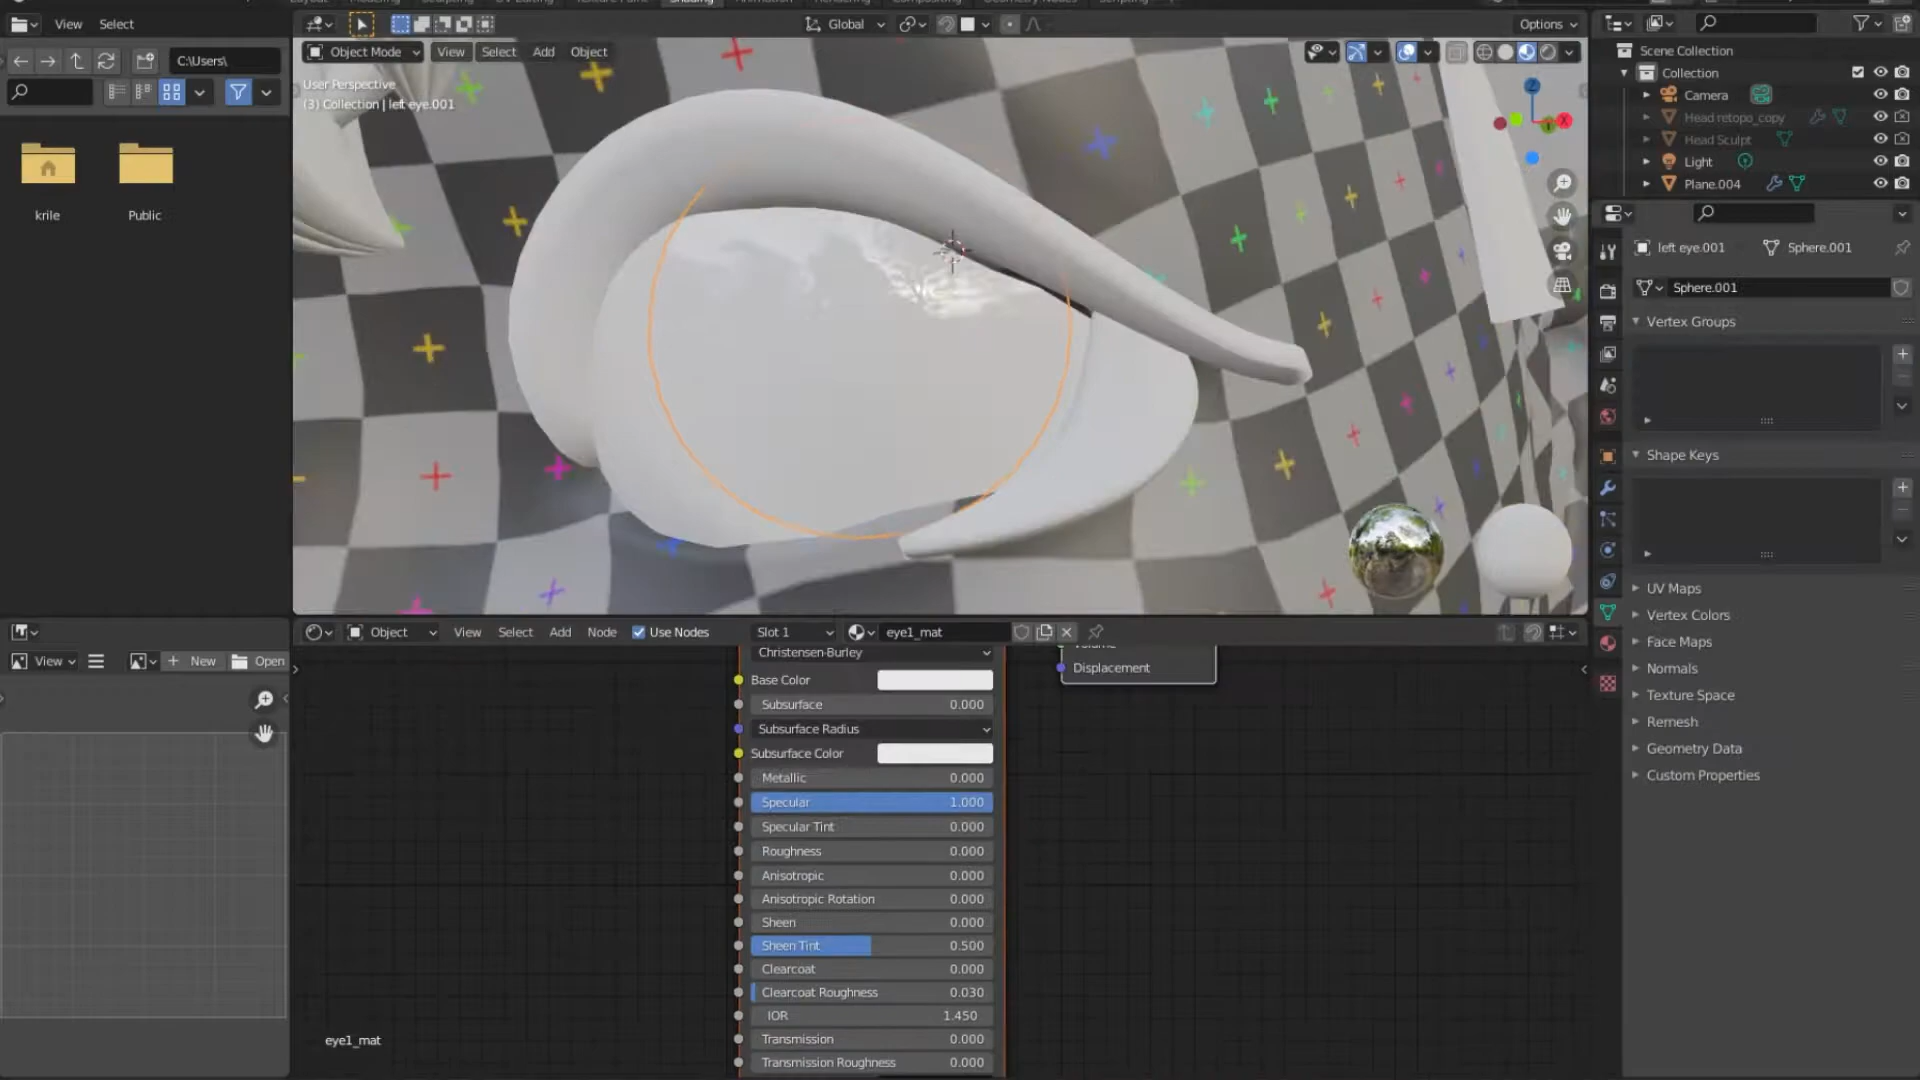 View Select
Global
Options
Object Mode View Select Add Object
C:\Users\
User Perspective
(3) Collection | left eye.001
krile Public
Scene Collection
Collection
Camera
Head retopo_copy
Head Sculpt
Light
Plane.004
left eye.001 Sphere.001
Sphere.001
Vertex Groups
Shape Keys
UV Maps
Vertex Colors
Face Maps
Normals
Texture Space
Remesh
Geometry Data
Custom Properties
View New Open
Object View Select Add Node Use Nodes Slot 1 eye1_mat
Christensen-Burley
Base Color
Subsurface 0.000
Subsurface Radius
Subsurface Color
Metallic 0.000
Specular 1.000
Specular Tint 0.000
Roughness 0.000
Anisotropic 0.000
Anisotropic Rotation 0.000
Sheen 0.000
Sheen Tint 0.500
Clearcoat 0.000
Clearcoat Roughness 0.030
IOR 1.450
Transmission 0.000
Transmission Roughness 0.000
Displacement
eye1_mat